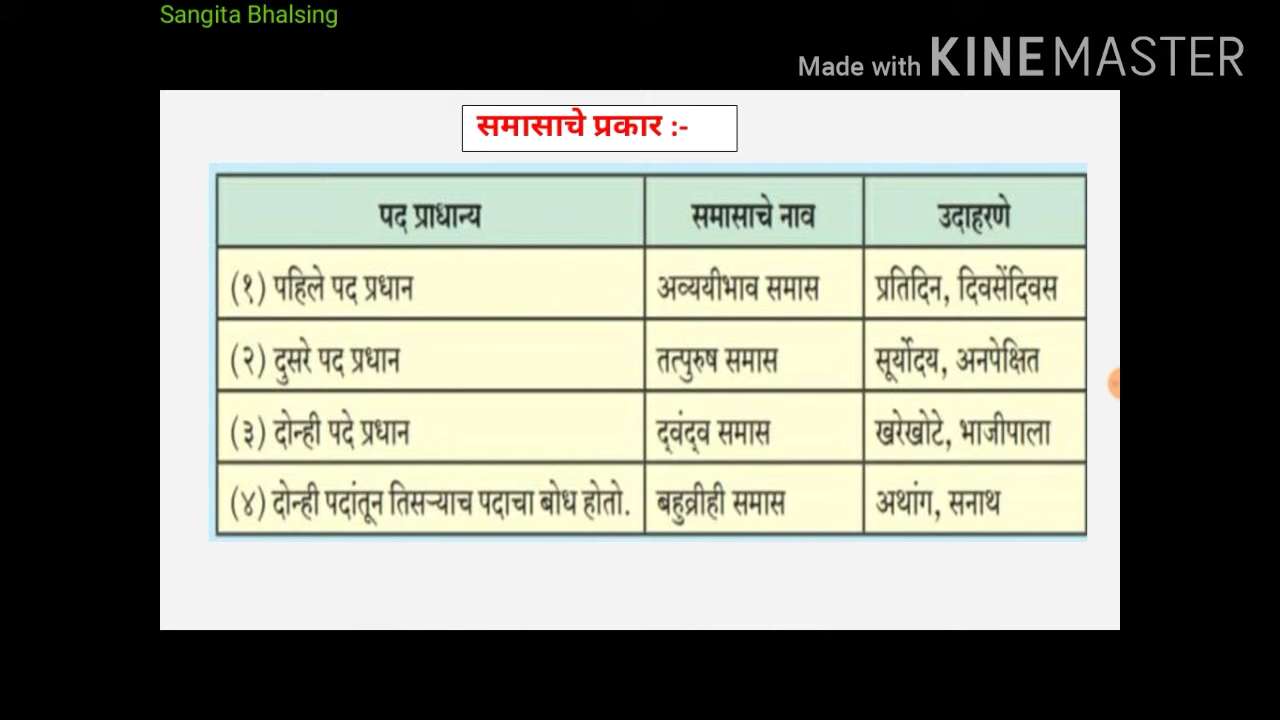 Sangita Bhalsing
Made with KINEMASTER
समासाचे प्रकार :-
पद प्राधान्य समासाचे नाव उदाहरणे
(१) पहिले पद प्रधान अव्ययीभाव समास प्रतिदिन, दिवसेंदिवस
(२) दुसरे पद प्रधान तत्पुरुष समास सूर्योदय, अनपेक्षित
(३) दोन्ही पदे प्रधान द्‌वंद्‌व समास खरेखोटे, भाजीपाला
(४) दोन्ही पदांतून तिसऱ्याच पदाचा बोध होतो. बहुव्रीही समास अथांग, सनाथ